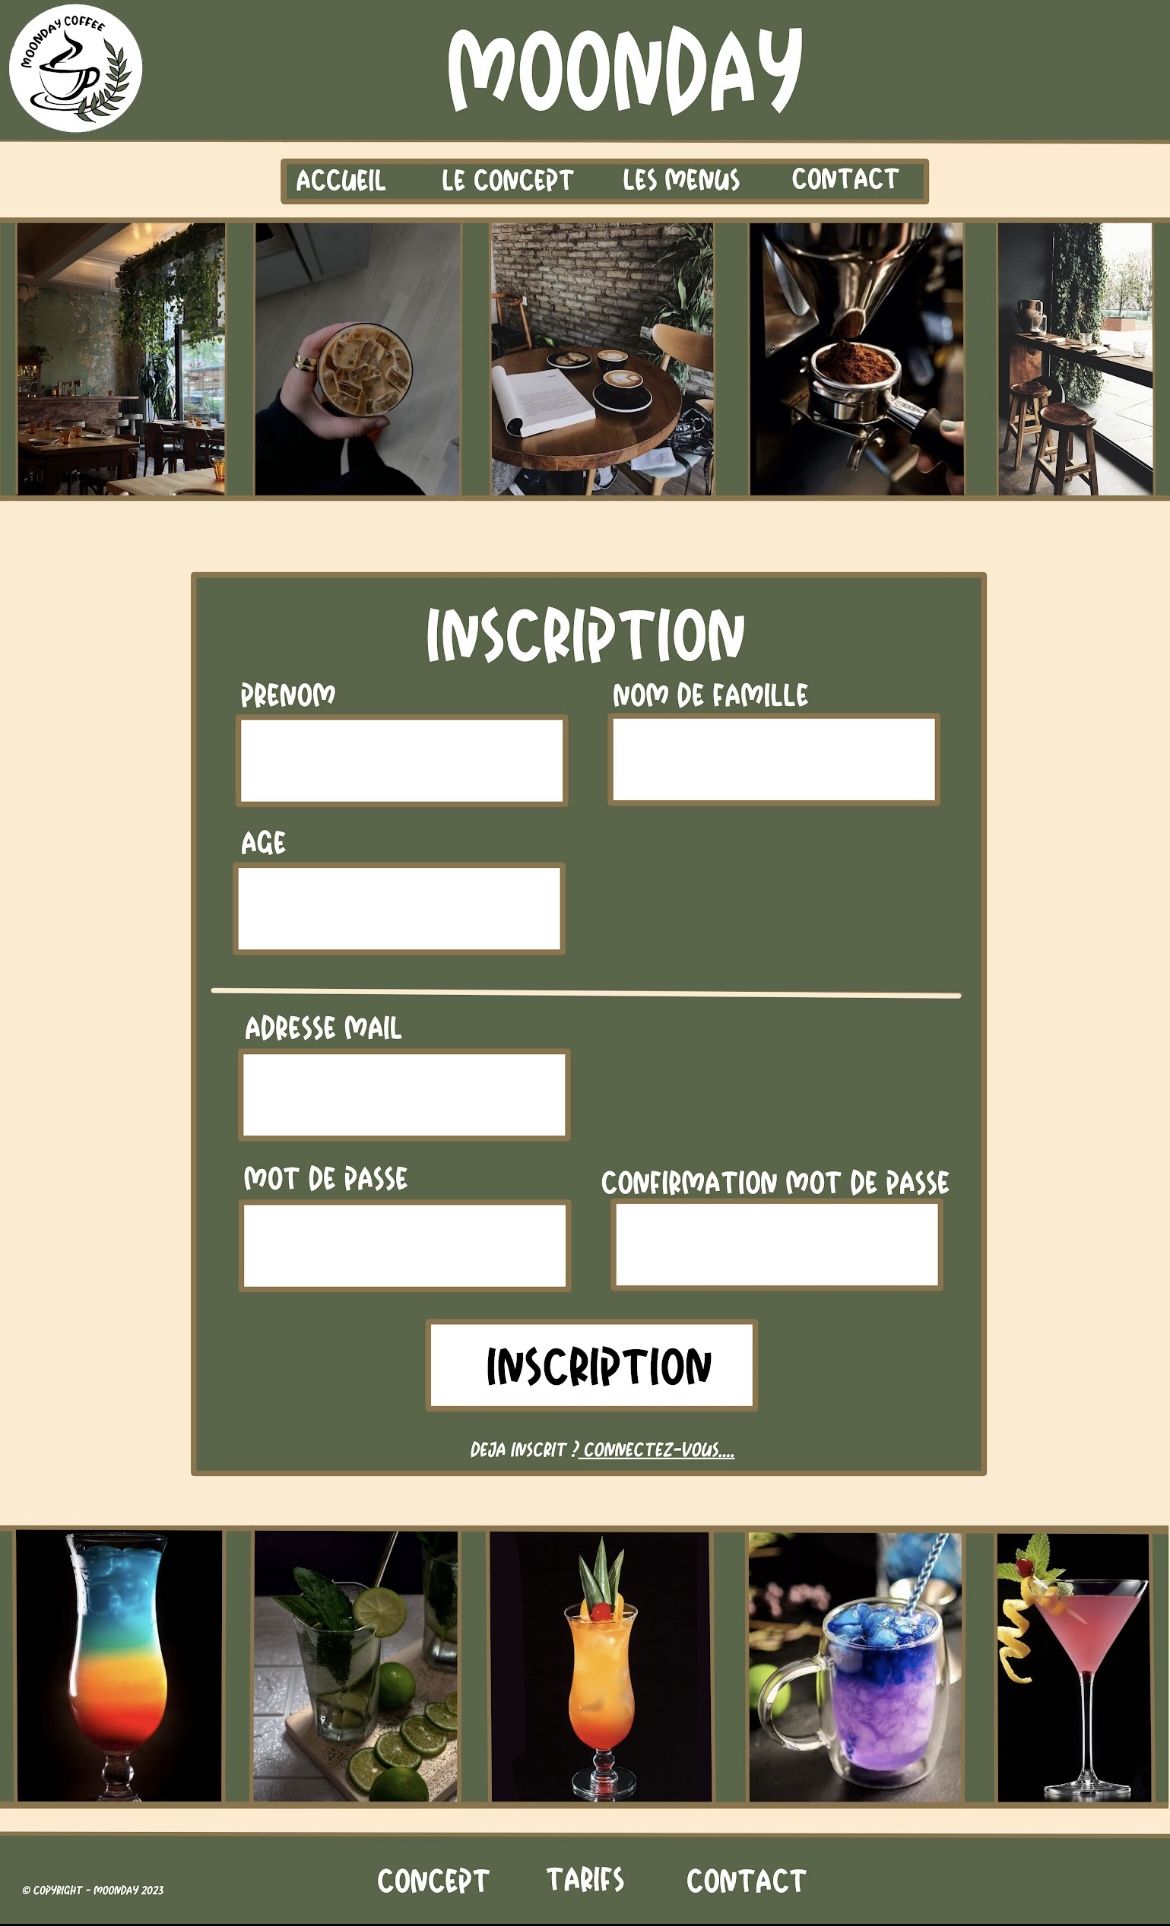 MOONDAY COFFEE
MOONDAY
ACCUEIL LE CONCEPT LES MENUS CONTACT
INSCRIPTION
PRENOM NOM DE FAMILLE
AGE
ADRESSE MAIL
MOT DE PASSE CONFIRMATION MOT DE PASSE
INSCRIPTION
DEJA INSCRIT ? CONNECTEZ-VOUS....
CONCEPT TARIFS CONTACT
© COPYRIGHT - MOONDAY 2023